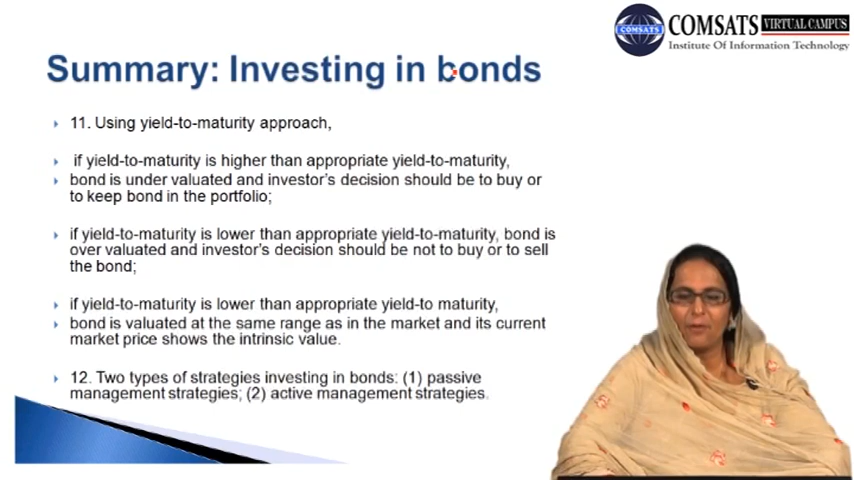 COMSATS VIRTUAL CAMPUS
COMSATS
Institute Of Information Technology
Summary: Investing in bonds
11. Using yield-to-maturity approach,
if yield-to-maturity is higher than appropriate yield-to-maturity,
bond is under valuated and investor's decision should be to buy or
to keep bond in the portfolio;
if yield-to-maturity is lower than appropriate yield-to-maturity, bond is
over valuated and investor's decision should be not to buy or to sell
the bond;
if yield-to-maturity is lower than appropriate yield-to maturity,
bond is valuated at the same range as in the market and its current
market price shows the intrinsic value.
12. Two types of strategies investing in bonds: (1) passive
management strategies; (2) active management strategies.